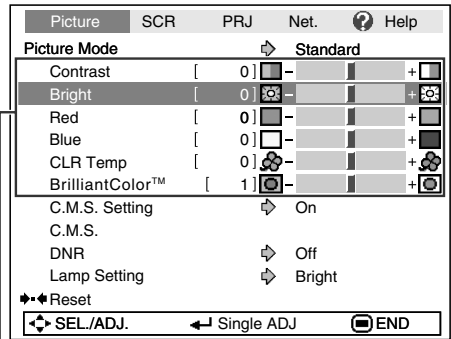 Picture SCR PRJ Net. ? Help
Picture Mode Standard
Contrast [ 0 ] - +
Bright [ 0 ] - +
Red [ 0 ] - +
Blue [ 0 ] - +
CLR Temp [ 0 ] - +
BrilliantColor™ [ 1 ] - +
C.M.S. Setting On
C.M.S.
DNR Off
Lamp Setting Bright
Reset
SEL./ADJ. Single ADJ END